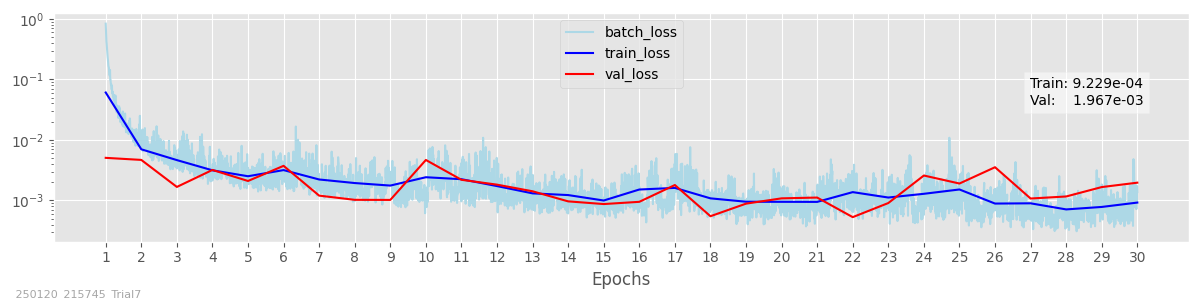 10⁰
10⁻¹
10⁻²
10⁻³
batch_loss
train_loss
val_loss
Train: 9.229e-04
Val: 1.967e-03
1 2 3 4 5 6 7 8 9 10 11 12 13 14 15 16 17 18 19 20 21 22 23 24 25 26 27 28 29 30
Epochs
250120_215745_Trial7